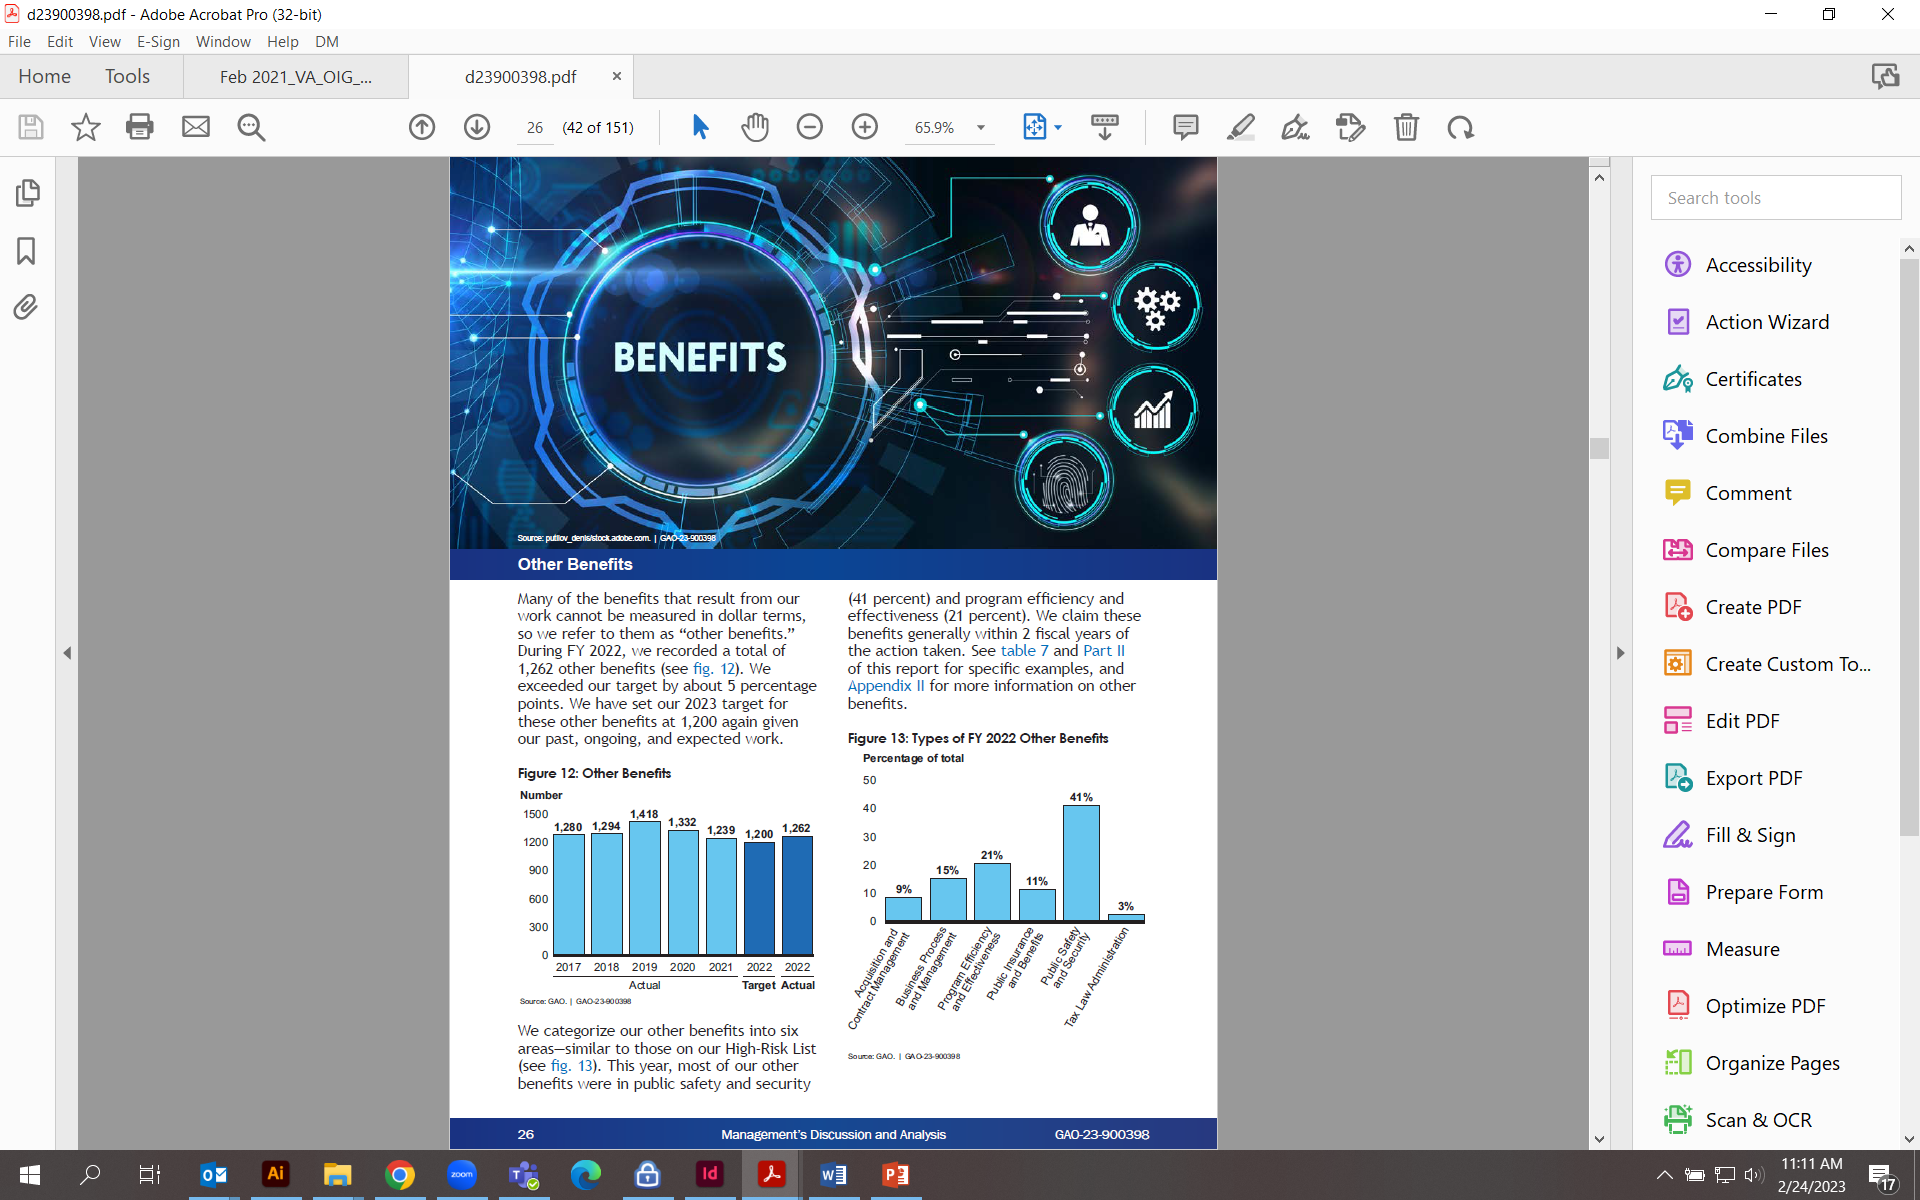 d23900398.pdf - Adobe Acrobat Pro (32-bit)
File Edit View E-Sign Window Help DM
Home Tools Feb 2021_VA_OIG_... d23900398.pdf ×
26 (42 of 151) 65.9%
Search tools
Accessibility
Action Wizard
Certificates
Combine Files
Comment
Compare Files
Create PDF
Create Custom To...
Edit PDF
Export PDF
Fill & Sign
Prepare Form
Measure
Optimize PDF
Organize Pages
Scan & OCR
BENEFITS
Source: putilov_denis/stock.adobe.com. | GAO-23-900398
Other Benefits
Many of the benefits that result from our
work cannot be measured in dollar terms,
so we refer to them as “other benefits.”
During FY 2022, we recorded a total of
1,262 other benefits (see fig. 12). We
exceeded our target by about 5 percentage
points. We have set our 2023 target for
these other benefits at 1,200 again given
our past, ongoing, and expected work.
Figure 12: Other Benefits
Number
1500
1200
900
600
300
0
1,280 1,294 1,418 1,332 1,239 1,200 1,262
2017 2018 2019 2020 2021 2022 2022
Actual Target Actual
Source: GAO. | GAO-23-900398
We categorize our other benefits into six
areas—similar to those on our High-Risk List
(see fig. 13). This year, most of our other
benefits were in public safety and security
(41 percent) and program efficiency and
effectiveness (21 percent). We claim these
benefits generally within 2 fiscal years of
the action taken. See table 7 and Part II
of this report for specific examples, and
Appendix II for more information on other
benefits.
Figure 13: Types of FY 2022 Other Benefits
Percentage of total
50
40
30
20
10
0
9% 15% 21% 11% 41% 3%
Acquisition and
Contract Management
Business Process
and Management
Program Efficiency
and Effectiveness
Public Insurance
and Benefits
Public Safety
and Security
Tax Law Administration
Source: GAO. | GAO-23-900398
26 Management’s Discussion and Analysis GAO-23-900398
Ai zoom Id
11:11 AM
2/24/2023
17